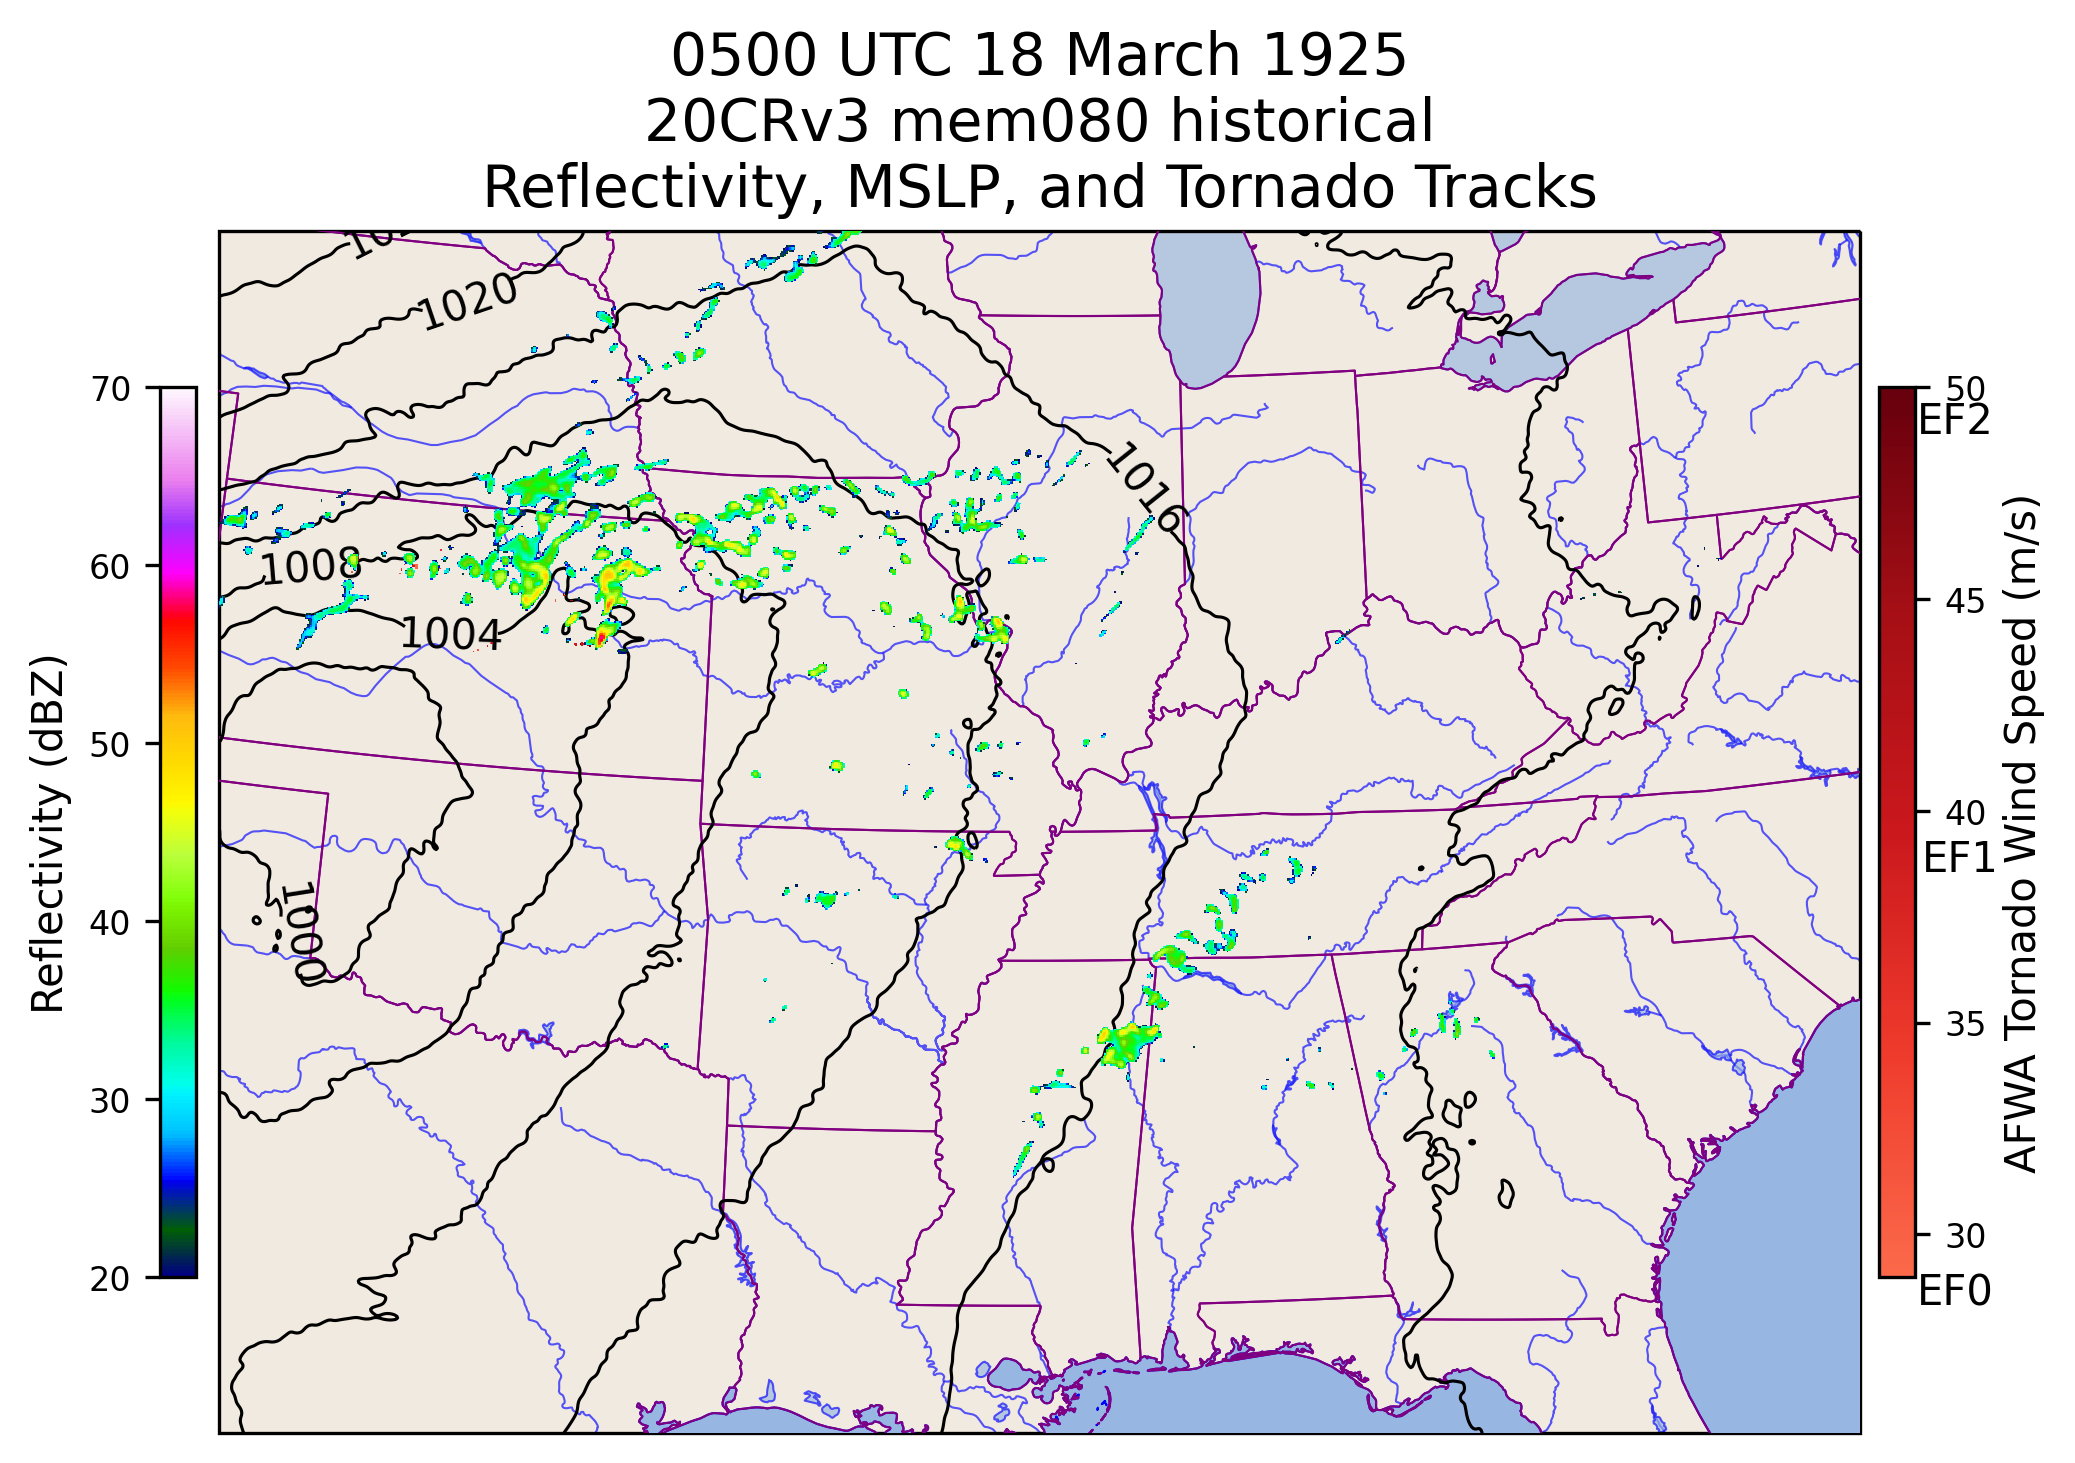 0500 UTC 18 March 1925
20CRv3 mem080 historical
Reflectivity, MSLP, and Tornado Tracks
1020
1016
1008
1004
1000
70
60
50
40
30
20
Reflectivity (dBZ)
50
EF2
45
40
EF1
35
30
EF0
AFWA Tornado Wind Speed (m/s)